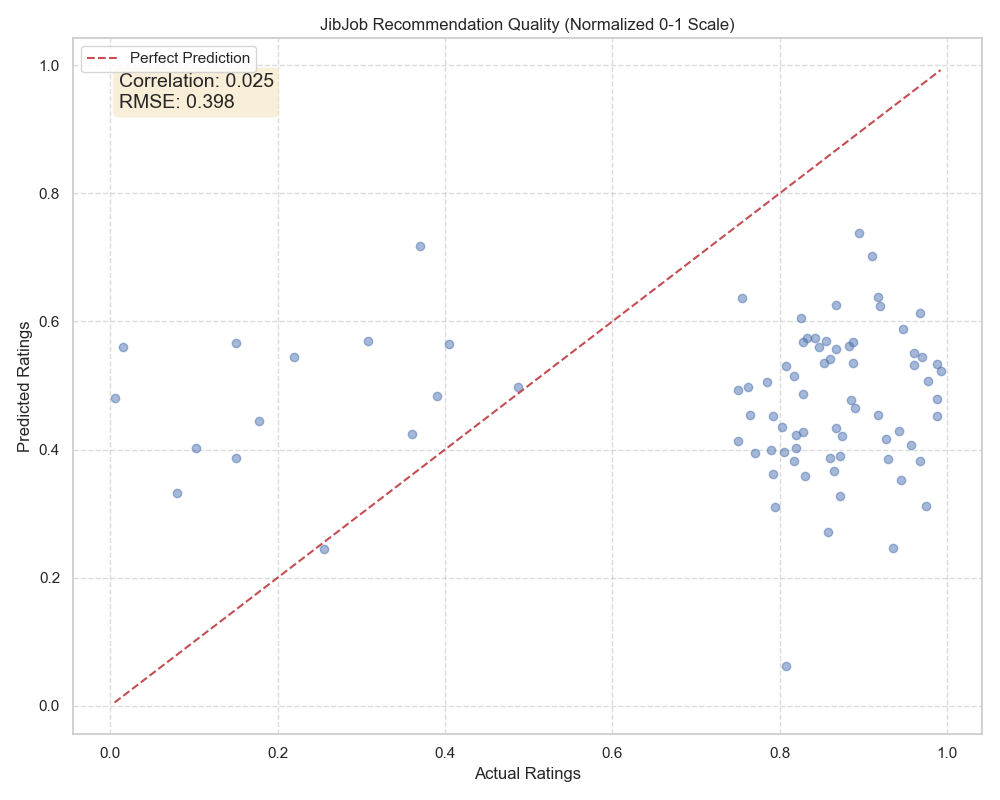 JibJob Recommendation Quality (Normalized 0-1 Scale)
Perfect Prediction
Correlation: 0.025
RMSE: 0.398
1.0
0.8
0.6
0.4
0.2
0.0
Predicted Ratings
0.0 0.2 0.4 0.6 0.8 1.0
Actual Ratings